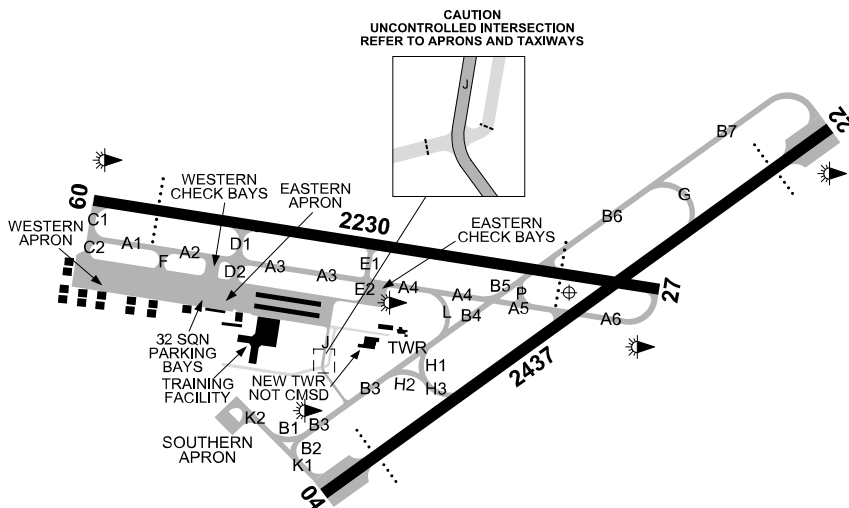 CAUTION
UNCONTROLLED INTERSECTION
REFER TO APRONS AND TAXIWAYS
J
22
B7
G
B6
WESTERN
CHECK BAYS
EASTERN
APRON
09
2230
WESTERN
APRON
C1
C2
A1
F
A2
D1
D2
A3
A3
E1
E2
EASTERN
CHECK BAYS
A4
A4
B5
P
A5
A6
27
L
B4
2437
32 SQN
PARKING
BAYS
TRAINING
FACILITY
J
TWR
NEW TWR
NOT CMSD
H1
H2
H3
B3
K2
B1
B3
B2
K1
SOUTHERN
APRON
04